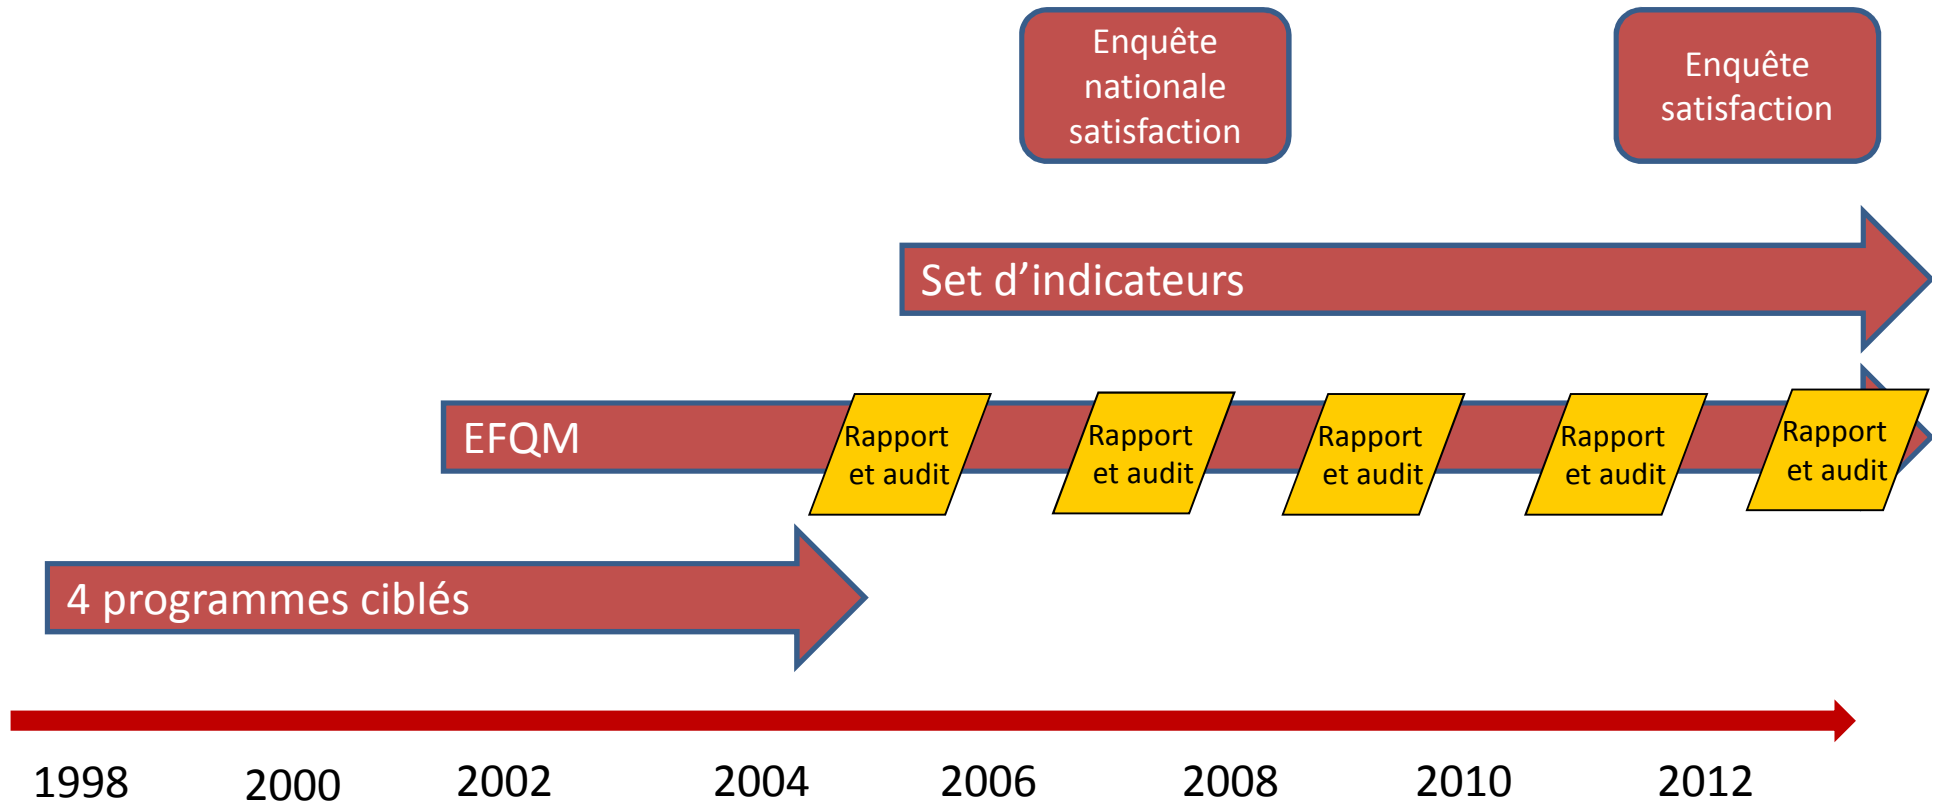 Enquête
nationale
satisfaction
Enquête
satisfaction
Set d’indicateurs
EFQM
Rapport
et audit
Rapport
et audit
Rapport
et audit
Rapport
et audit
Rapport
et audit
4 programmes ciblés
1998
2000
2002
2004
2006
2008
2010
2012